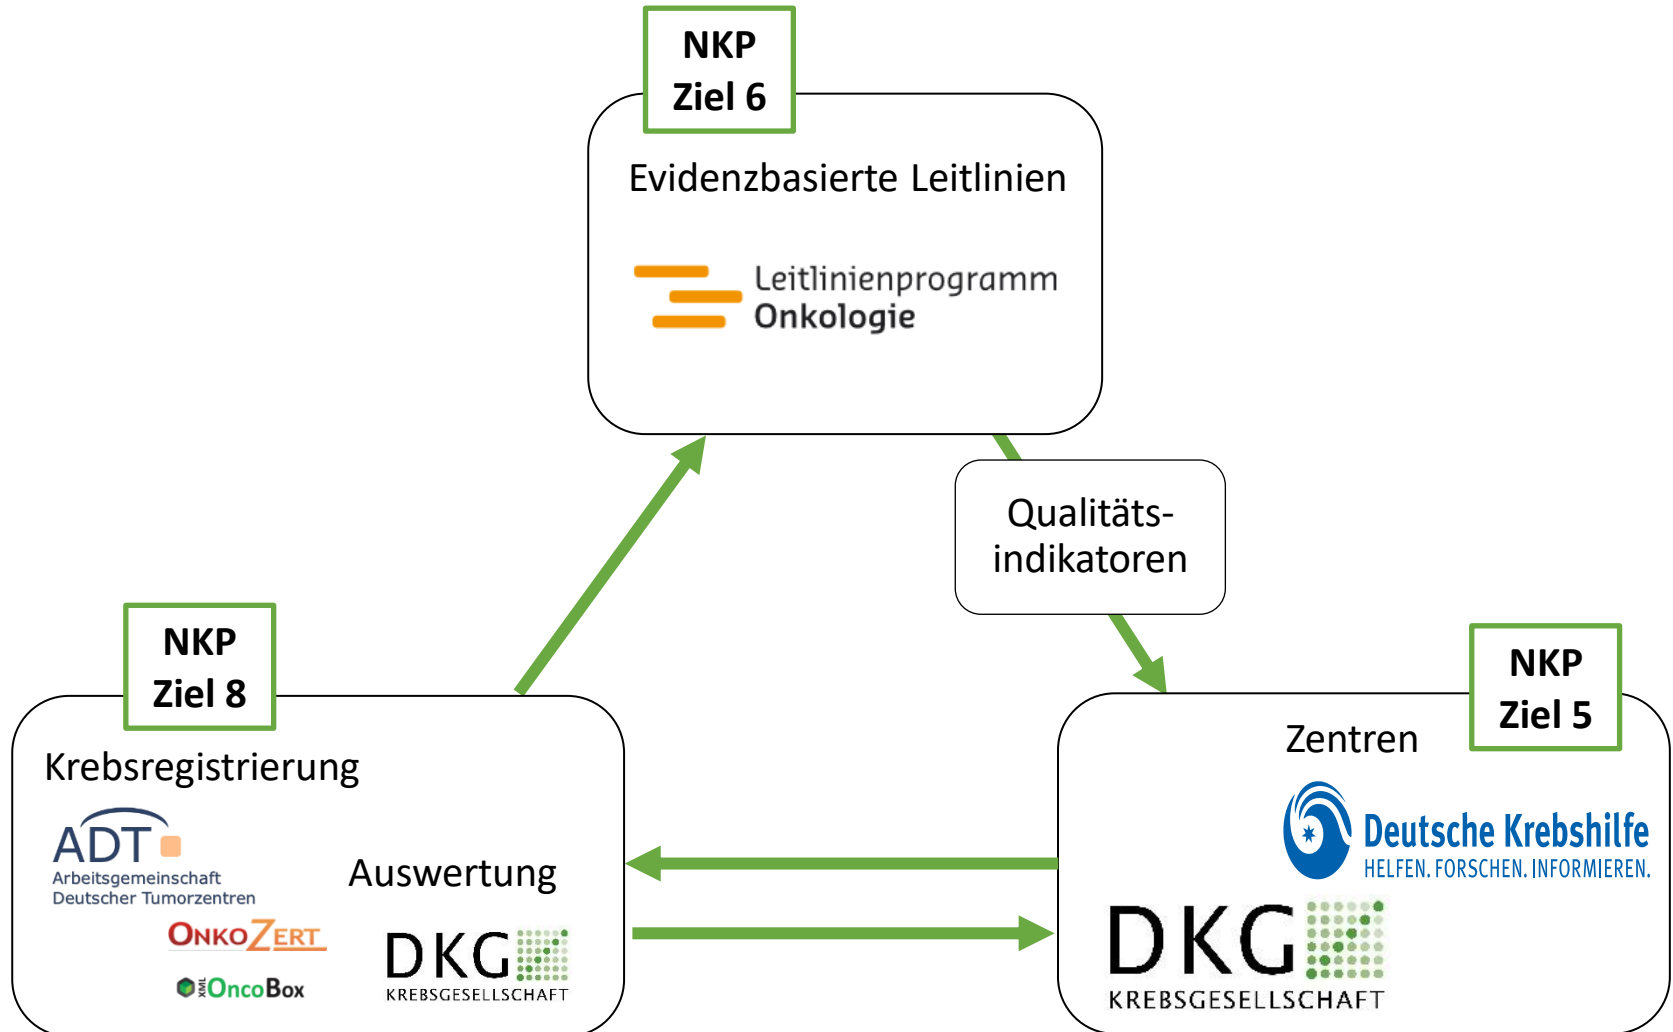 NKP
Ziel 6
Evidenzbasierte Leitlinien
Leitlinienprogramm
Onkologie
Qualitäts-
indikatoren
NKP
Ziel 8
Krebsregistrierung
ADT
Arbeitsgemeinschaft
Deutscher Tumorzentren
Auswertung
ONKOZERT
XML OncoBox
DKG
KREBSGESELLSCHAFT
NKP
Ziel 5
Zentren
Deutsche Krebshilfe
HELFEN. FORSCHEN. INFORMIEREN.
DKG
KREBSGESELLSCHAFT